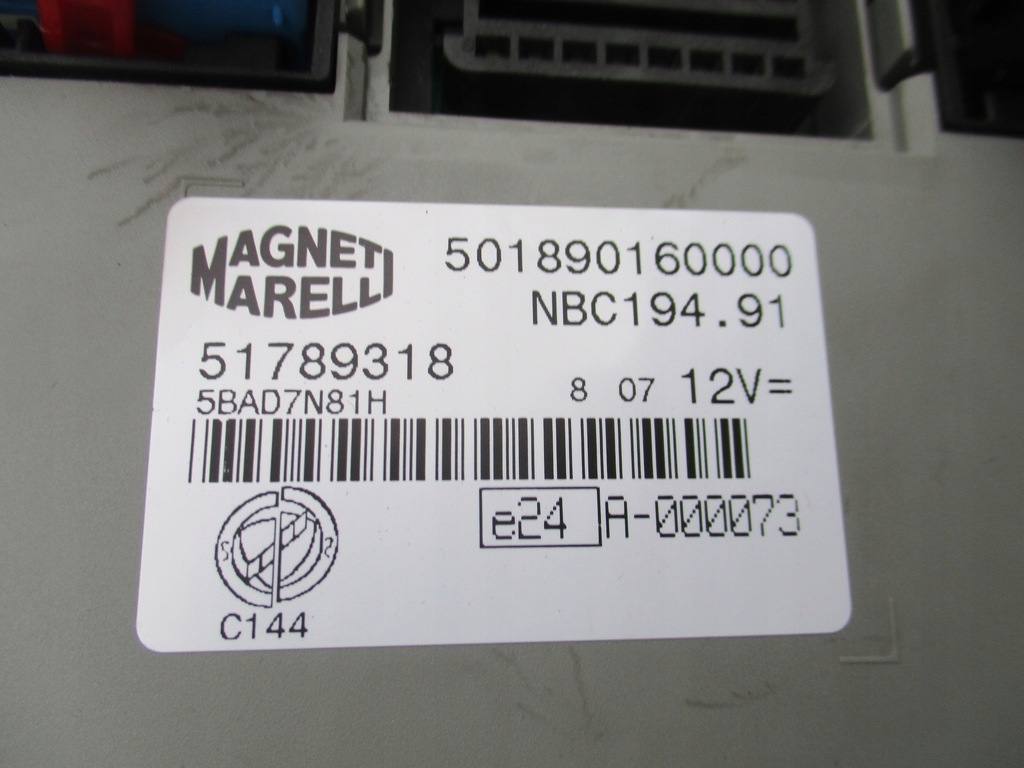 MAGNETI
MARELLI
501890160000
NBC194.91
51789318
5BAD7N81H
8 07 12V=
e24 A-000073
C144